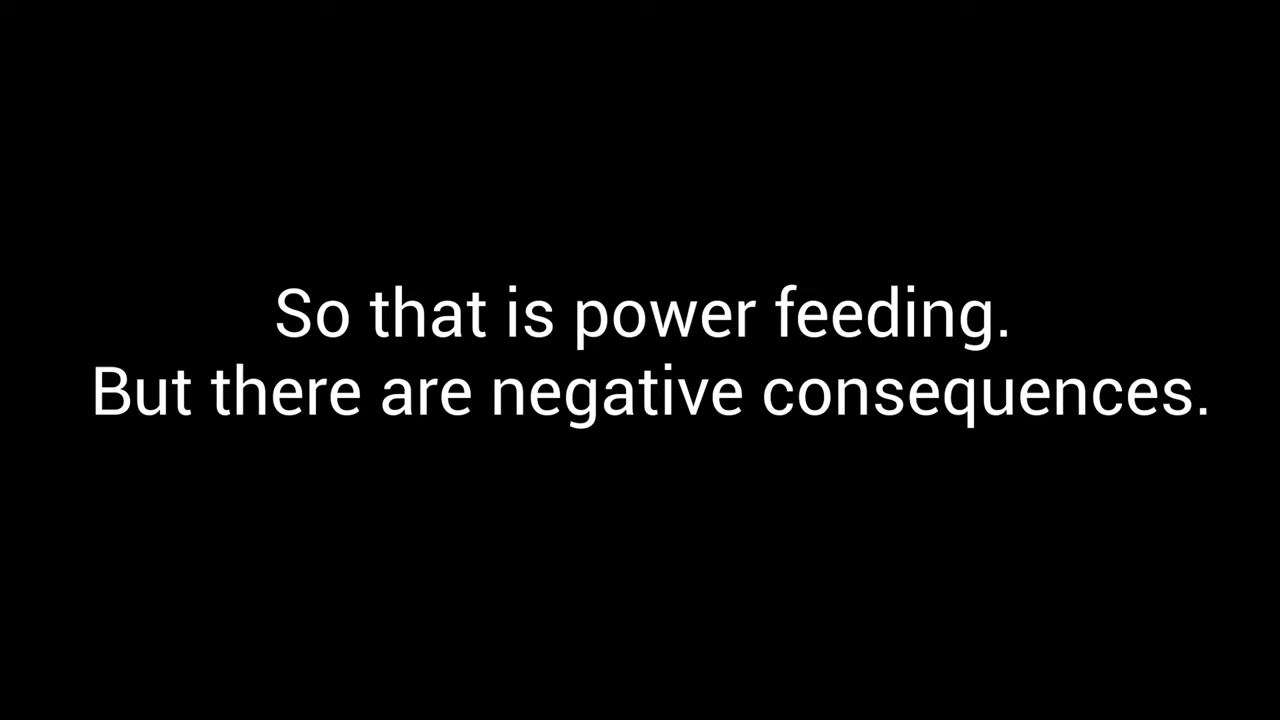 So that is power feeding.
But there are negative consequences.